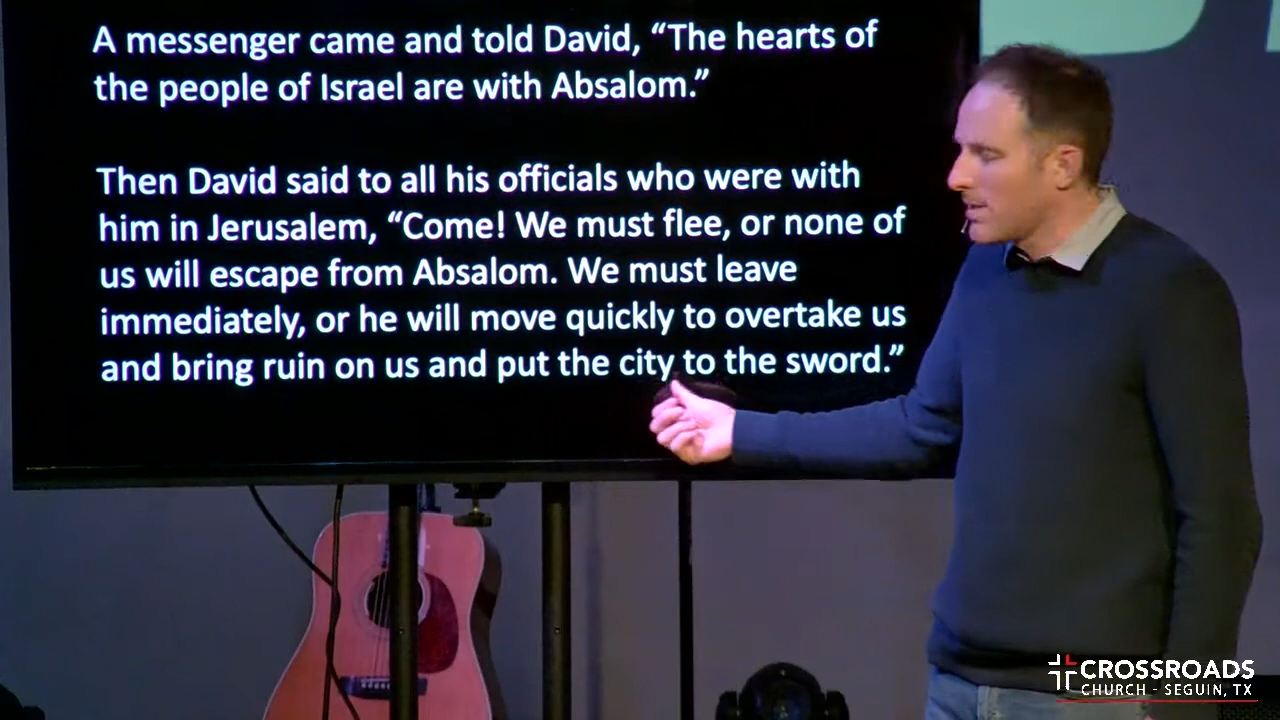 A messenger came and told David, “The hearts of
the people of Israel are with Absalom.”
Then David said to all his officials who were with
him in Jerusalem, “Come! We must flee, or none of
us will escape from Absalom. We must leave
immediately, or he will move quickly to overtake us
and bring ruin on us and put the city to the sword.”
CROSSROADS
CHURCH - SEGUIN, TX